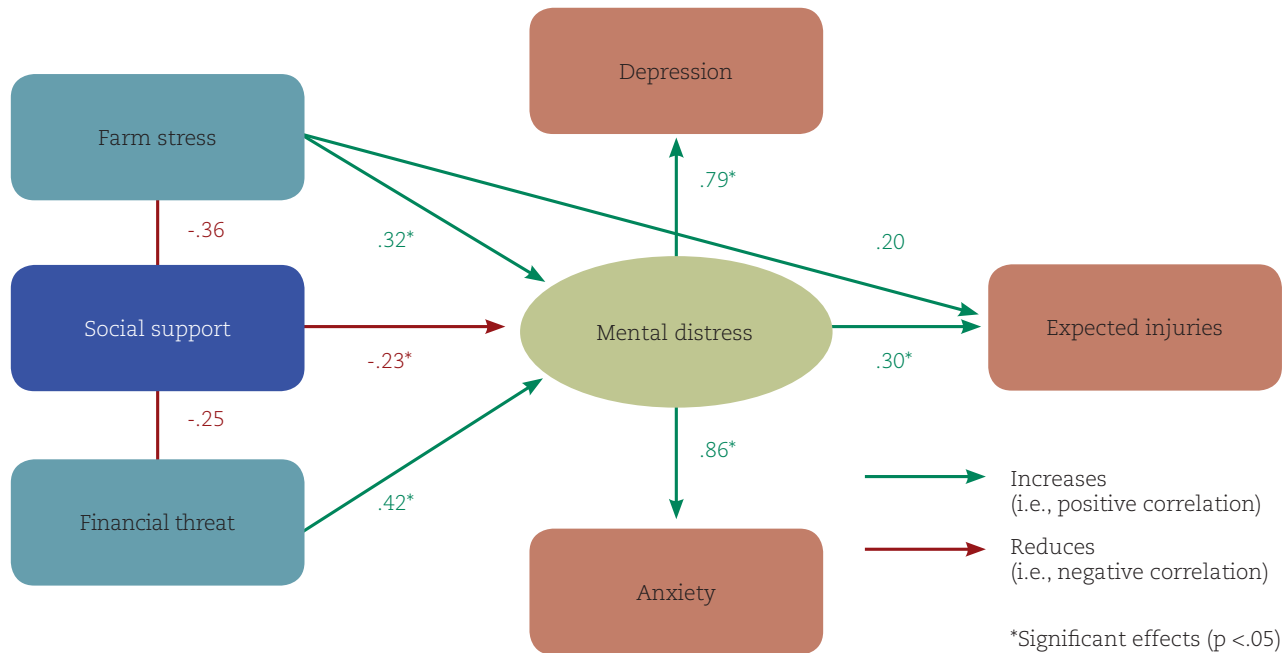 Depression
Farm stress
.79*
-.36
.32*
.20
Social support
Mental distress
Expected injuries
-.23*
.30*
-.25
.86*
.42*
Financial threat
Anxiety
Increases
(i.e., positive correlation)
Reduces
(i.e., negative correlation)
*Significant effects (p <.05)